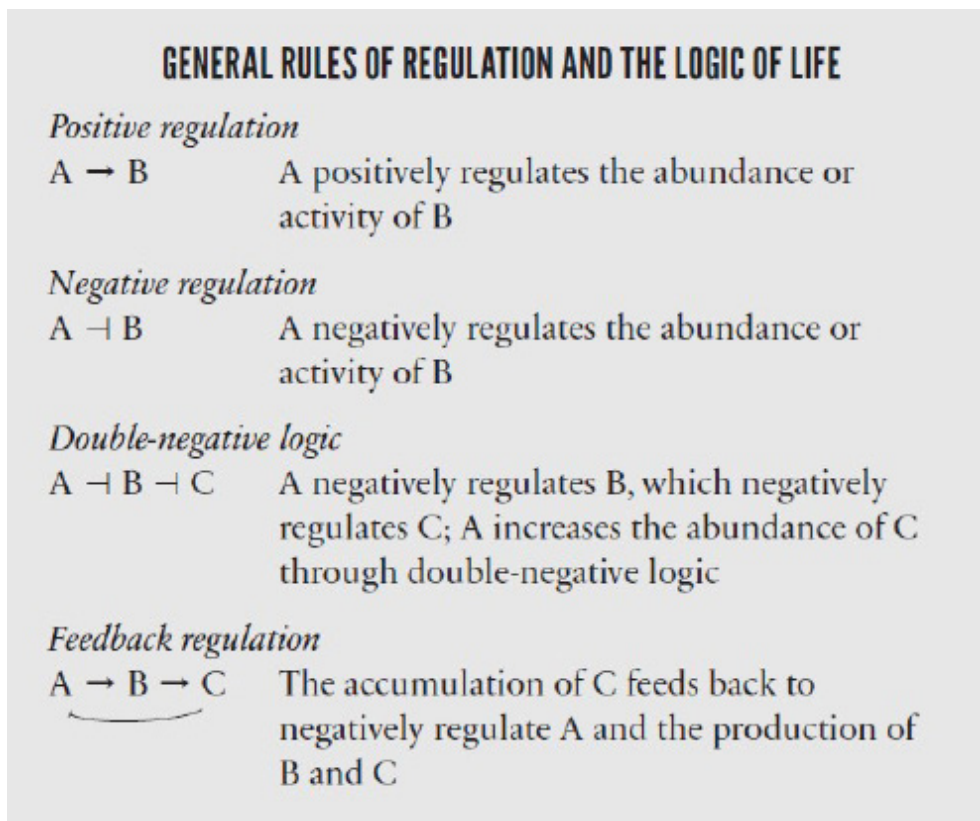 GENERAL RULES OF REGULATION AND THE LOGIC OF LIFE
Positive regulation
A → B A positively regulates the abundance or
activity of B
Negative regulation
A ⊣ B A negatively regulates the abundance or
activity of B
Double-negative logic
A ⊣ B ⊣ C A negatively regulates B, which negatively
regulates C; A increases the abundance of C
through double-negative logic
Feedback regulation
A → B → C The accumulation of C feeds back to
negatively regulate A and the production of
B and C